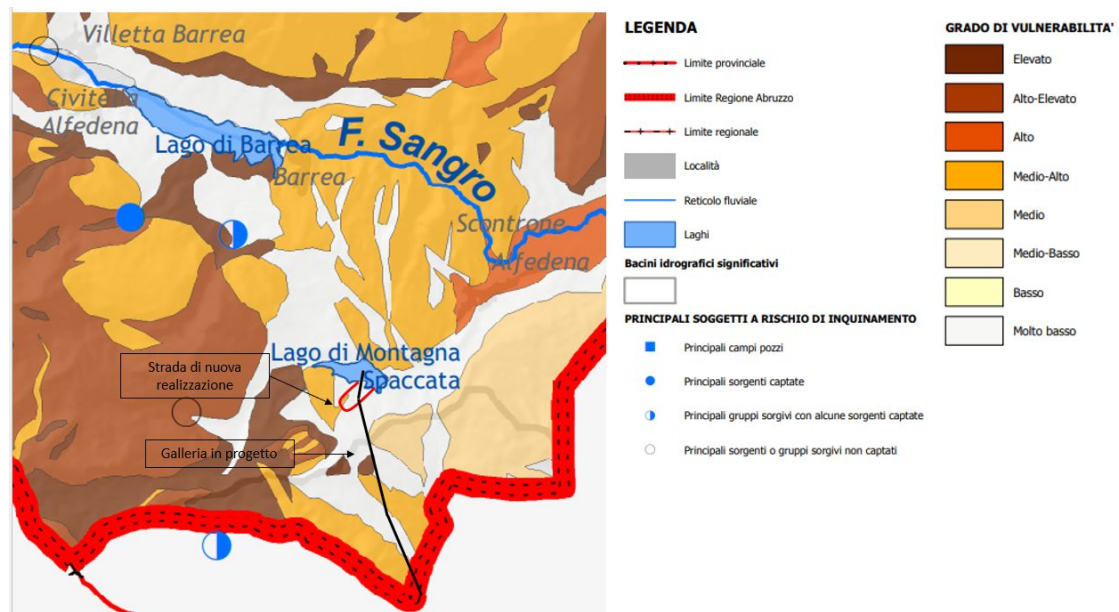 Villetta Barrea
Civitella
Alfedena
Lago di Barrea
Barrea
F. Sangro
Scontrone
Alfedena
Lago di Montagna
Spaccata
Strada di nuova
realizzazione
Galleria in progetto
LEGENDA
Limite provinciale
Limite Regione Abruzzo
Limite regionale
Località
Reticolo fluviale
Laghi
Bacini idrografici significativi
PRINCIPALI SOGGETTI A RISCHIO DI INQUINAMENTO
Principali campi pozzi
Principali sorgenti captate
Principali gruppi sorgivi con alcune sorgenti captate
Principali sorgenti o gruppi sorgivi non captati
GRADO DI VULNERABILITA'
Elevato
Alto-Elevato
Alto
Medio-Alto
Medio
Medio-Basso
Basso
Molto basso